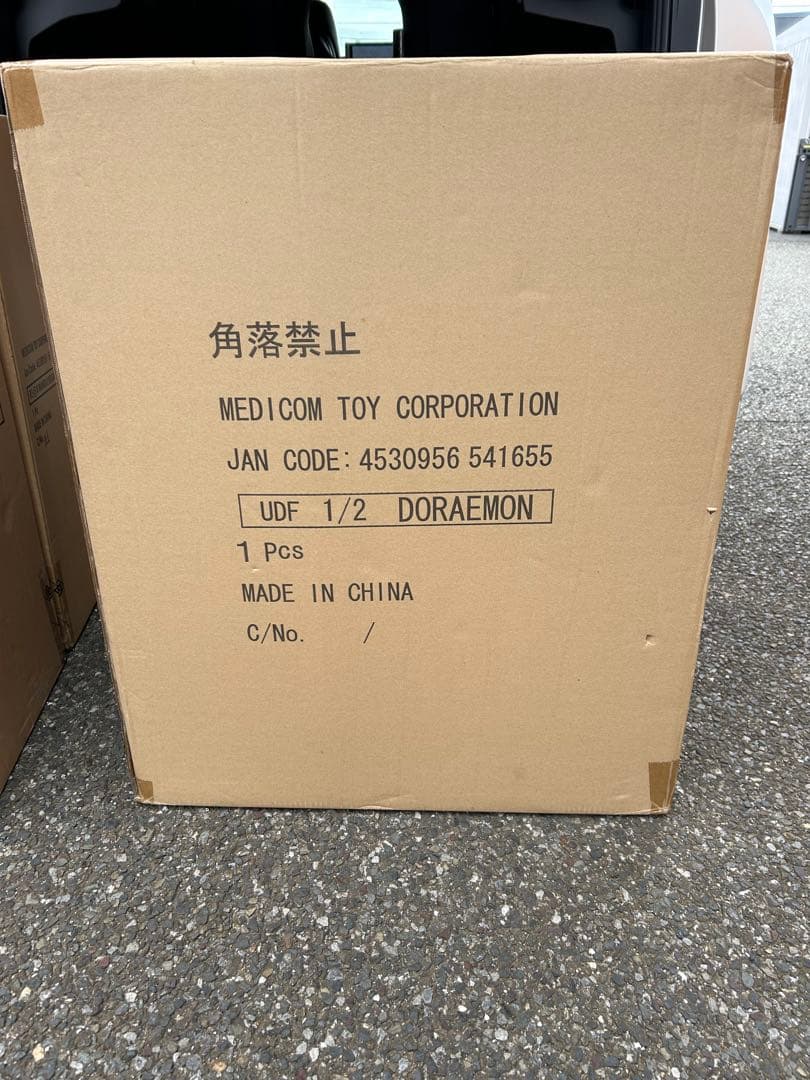 角落禁止
MEDICOM TOY CORPORATION
JAN CODE: 4530956 541655
UDF 1/2 DORAEMON
1 Pcs
MADE IN CHINA
C/No. /